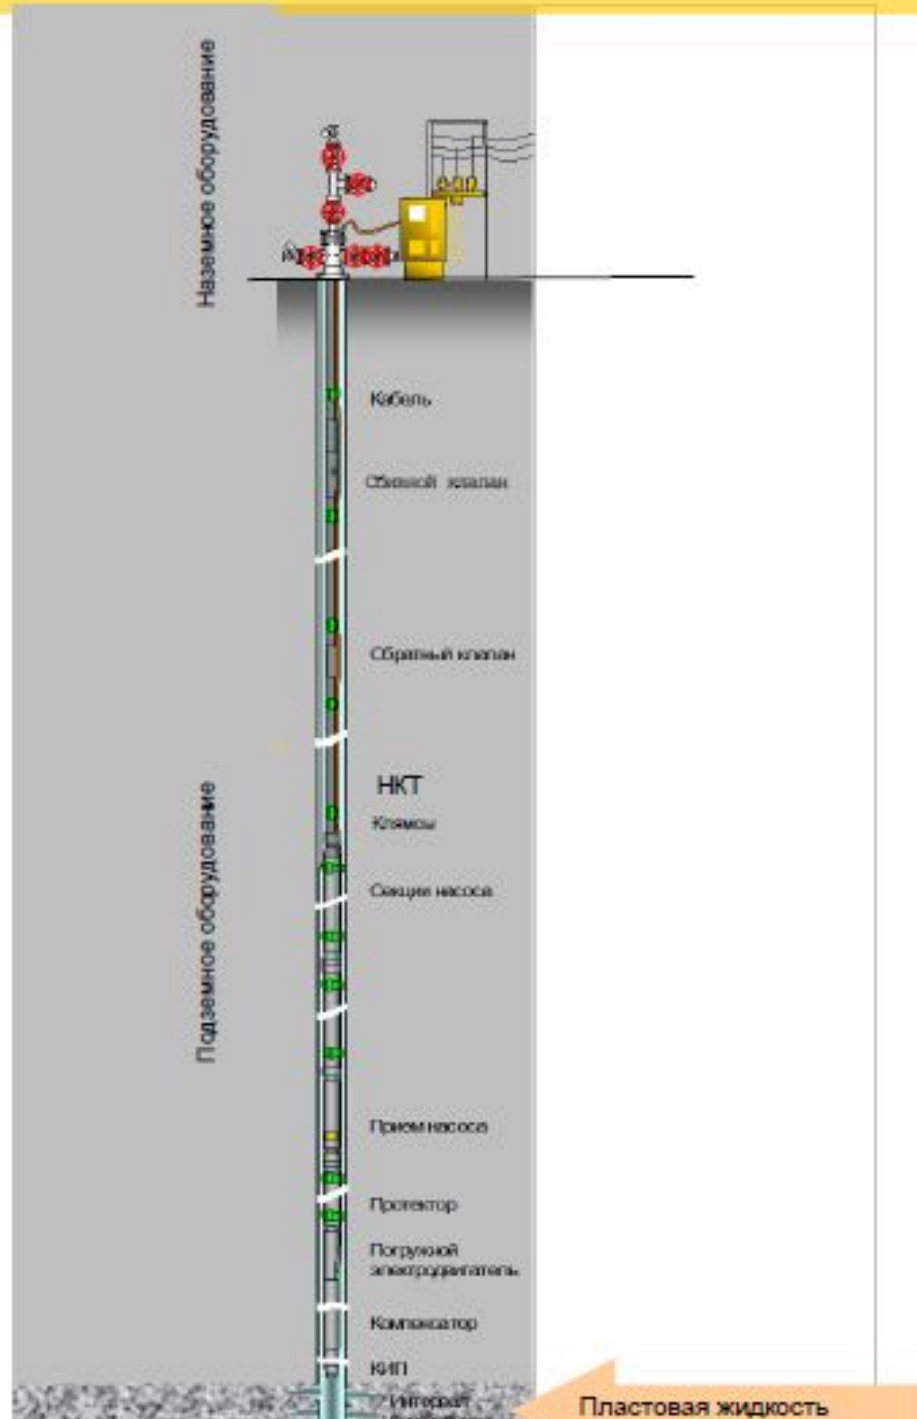 Наземное оборудование
Кабель
Сбивной клапан
Обратный клапан
НКТ
Клямсы
Секции насоса
Подземное оборудование
Прием насоса
Протектор
Погружной
электродвигатель
Компенсатор
КИП
Интервал
Пластовая жидкость